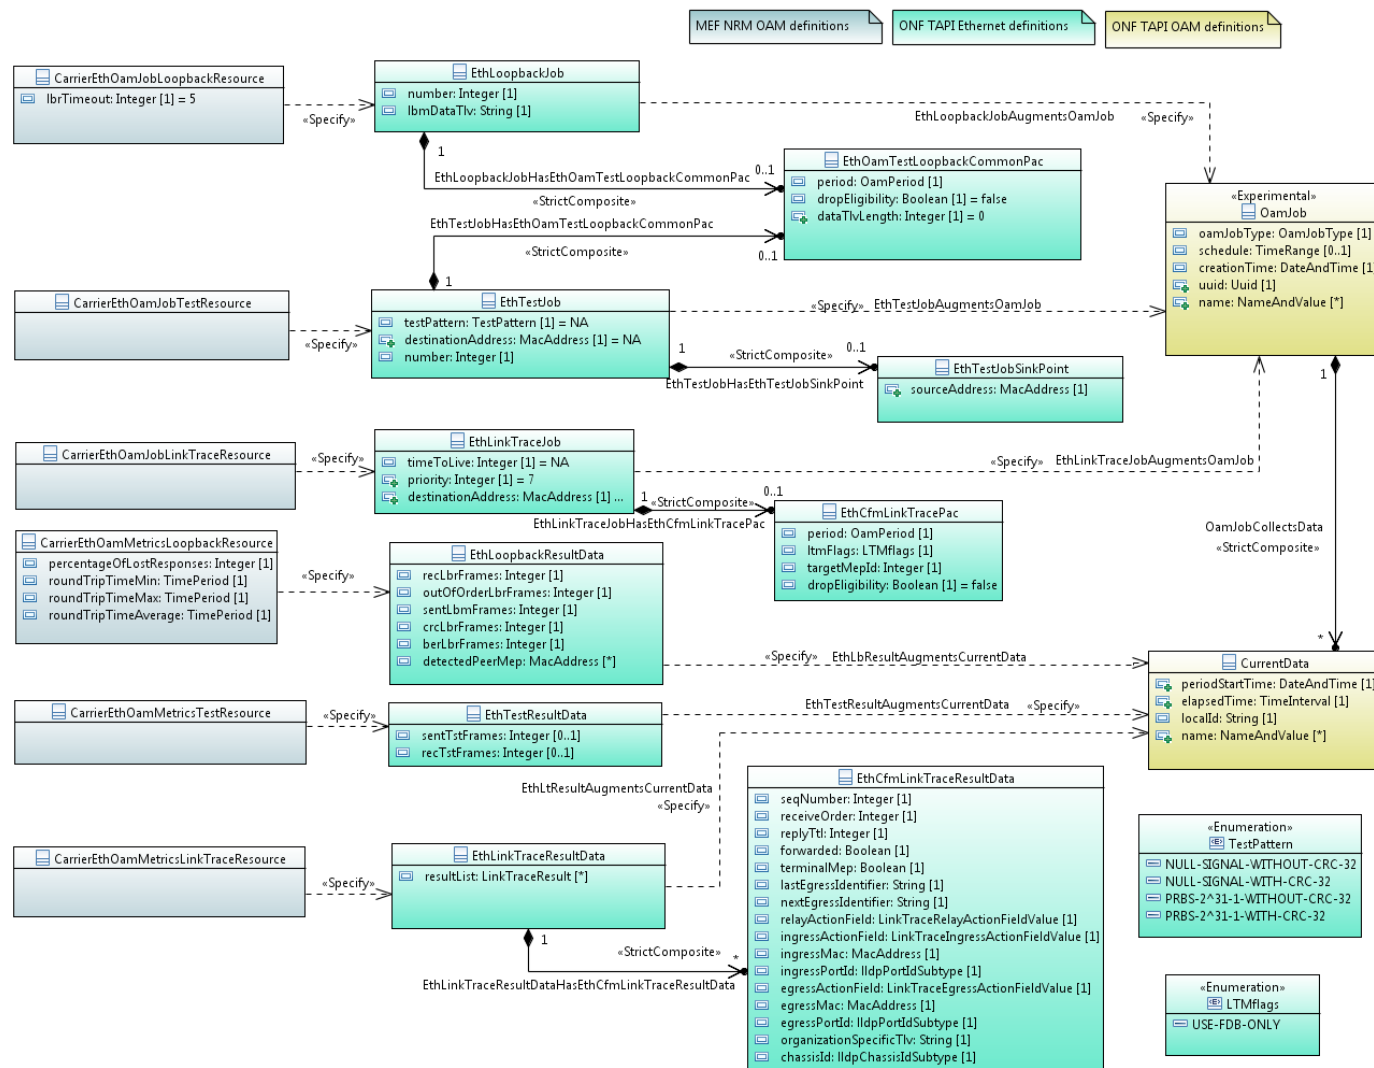 MEF NRM OAM definitions
ONF TAPI Ethernet definitions
ONF TAPI OAM definitions
CarrierEthOamJobLoopbackResource
lbrTimeout: Integer [1] = 5
«Specify»
EthLoopbackJob
number: Integer [1]
lbmDataTlv: String [1]
EthLoopbackJobAugmentsOamJob
«Specify»
1
EthLoopbackJobHasEthOamTestLoopbackCommonPac
0..1
«StrictComposite»
EthOamTestLoopbackCommonPac
period: OamPeriod [1]
dropEligibility: Boolean [1] = false
dataTlvLength: Integer [1] = 0
EthTestJobHasEthOamTestLoopbackCommonPac
«StrictComposite»
0..1
1
«Experimental»
OamJob
oamJobType: OamJobType [1]
schedule: TimeRange [0..1]
creationTime: DateAndTime [1]
uuid: Uuid [1]
name: NameAndValue [*]
CarrierEthOamJobTestResource
«Specify»
EthTestJob
testPattern: TestPattern [1] = NA
destinationAddress: MacAddress [1] = NA
number: Integer [1]
«Specify»
EthTestJobAugmentsOamJob
1
«StrictComposite»
0..1
EthTestJobHasEthTestJobSinkPoint
EthTestJobSinkPoint
sourceAddress: MacAddress [1]
1
CarrierEthOamJobLinkTraceResource
«Specify»
EthLinkTraceJob
timeToLive: Integer [1] = NA
priority: Integer [1] = 7
destinationAddress: MacAddress [1] ...
«Specify»
EthLinkTraceJobAugmentsOamJob
1
«StrictComposite»
0..1
EthLinkTraceJobHasEthCfmLinkTracePac
EthCfmLinkTracePac
period: OamPeriod [1]
ltmFlags: LTMflags [1]
targetMepId: Integer [1]
dropEligibility: Boolean [1] = false
OamJobCollectsData
«StrictComposite»
*
CarrierEthOamMetricsLoopbackResource
percentageOfLostResponses: Integer [1]
roundTripTimeMin: TimePeriod [1]
roundTripTimeMax: TimePeriod [1]
roundTripTimeAverage: TimePeriod [1]
«Specify»
EthLoopbackResultData
recLbrFrames: Integer [1]
outOfOrderLbrFrames: Integer [1]
sentLbmFrames: Integer [1]
crcLbrFrames: Integer [1]
berLbrFrames: Integer [1]
detectedPeerMep: MacAddress [*]
«Specify»
EthLbResultAugmentsCurrentData
CurrentData
periodStartTime: DateAndTime [1]
elapsedTime: TimeInterval [1]
localId: String [1]
name: NameAndValue [*]
CarrierEthOamMetricsTestResource
«Specify»
EthTestResultData
sentTstFrames: Integer [0..1]
recTstFrames: Integer [0..1]
EthTestResultAugmentsCurrentData
«Specify»
EthLtResultAugmentsCurrentData
«Specify»
CarrierEthOamMetricsLinkTraceResource
«Specify»
EthLinkTraceResultData
resultList: LinkTraceResult [*]
1
«StrictComposite»
*
EthLinkTraceResultDataHasEthCfmLinkTraceResultData
EthCfmLinkTraceResultData
seqNumber: Integer [1]
receiveOrder: Integer [1]
replyTtl: Integer [1]
forwarded: Boolean [1]
terminalMep: Boolean [1]
lastEgressIdentifier: String [1]
nextEgressIdentifier: String [1]
relayActionField: LinkTraceRelayActionFieldValue [1]
ingressActionField: LinkTraceIngressActionFieldValue [1]
ingressMac: MacAddress [1]
ingressPortId: lldpPortIdSubtype [1]
egressActionField: LinkTraceEgressActionFieldValue [1]
egressMac: MacAddress [1]
egressPortId: lldpPortIdSubtype [1]
organizationSpecificTlv: String [1]
chassisId: lldpChassisIdSubtype [1]
«Enumeration»
TestPattern
NULL-SIGNAL-WITHOUT-CRC-32
NULL-SIGNAL-WITH-CRC-32
PRBS-2^31-1-WITHOUT-CRC-32
PRBS-2^31-1-WITH-CRC-32
«Enumeration»
LTMflags
USE-FDB-ONLY